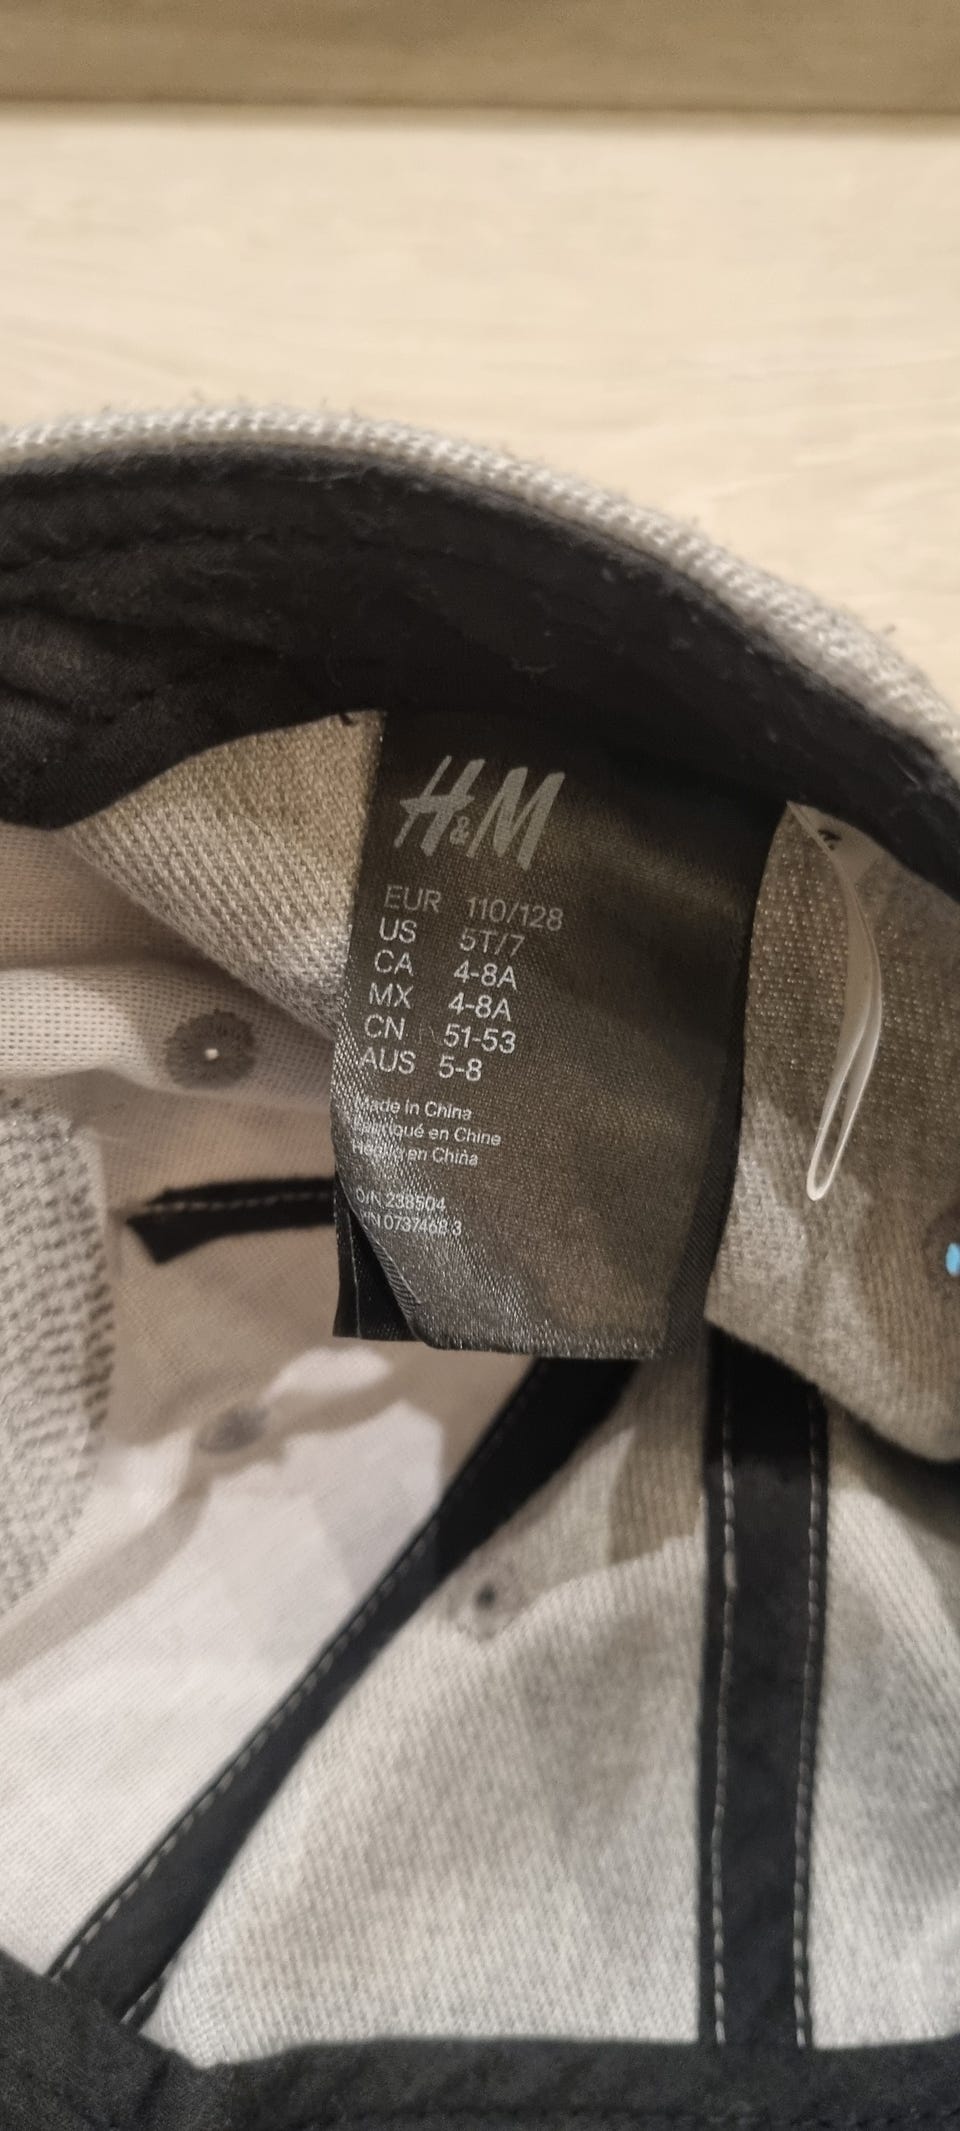 H&M
EUR 110/128
US 5T/7
CA 4-8A
MX 4-8A
CN 51-53
AUS 5-8
Made in China
Fabriqué en Chine
Hecho en China
238504